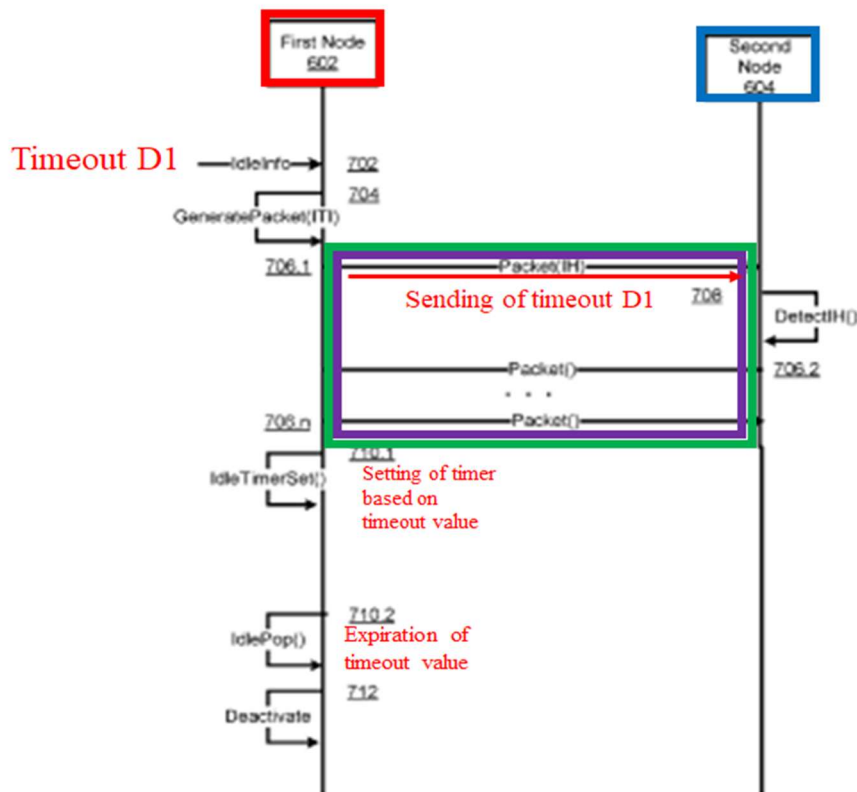 First Node
602
Second
Node
604
Timeout D1
IdleInfo
702
704
GeneratePacket(ITI)
706.1
Packet(IH)
Sending of timeout D1
708
DetectIH()
Packet()
706.2
. . .
706.n
Packet()
710.1
IdleTimerSet()
Setting of timer
based on
timeout value
710.2
IdlePop()
Expiration of
timeout value
712
Deactivate